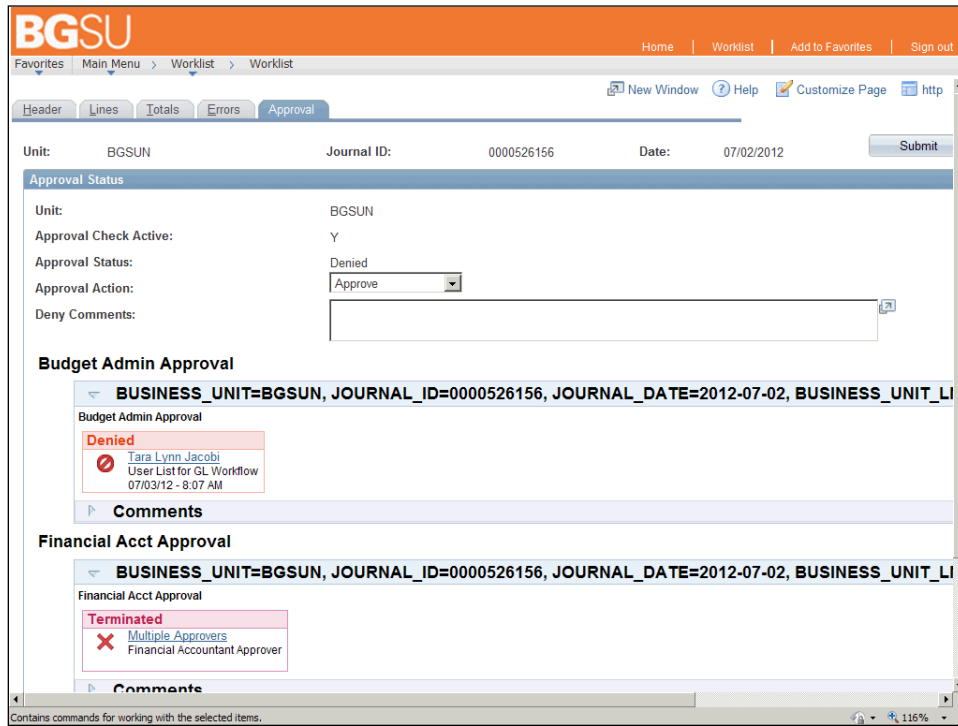 BGSU
Home Worklist Add to Favorites Sign out
Favorites Main Menu > Worklist > Worklist
New Window Help Customize Page http
Header Lines Totals Errors Approval
Unit: BGSUN Journal ID: 0000526156 Date: 07/02/2012 Submit
Approval Status
Unit: BGSUN
Approval Check Active: Y
Approval Status: Denied
Approval Action: Approve
Deny Comments:
Budget Admin Approval
BUSINESS_UNIT=BGSUN, JOURNAL_ID=0000526156, JOURNAL_DATE=2012-07-02, BUSINESS_UNIT_LI
Budget Admin Approval
Denied
Tara Lynn Jacobi
User List for GL Workflow
07/03/12 - 8:07 AM
Comments
Financial Acct Approval
BUSINESS_UNIT=BGSUN, JOURNAL_ID=0000526156, JOURNAL_DATE=2012-07-02, BUSINESS_UNIT_LI
Financial Acct Approval
Terminated
Multiple Approvers
Financial Accountant Approver
Comments
Contains commands for working with the selected items. 116%